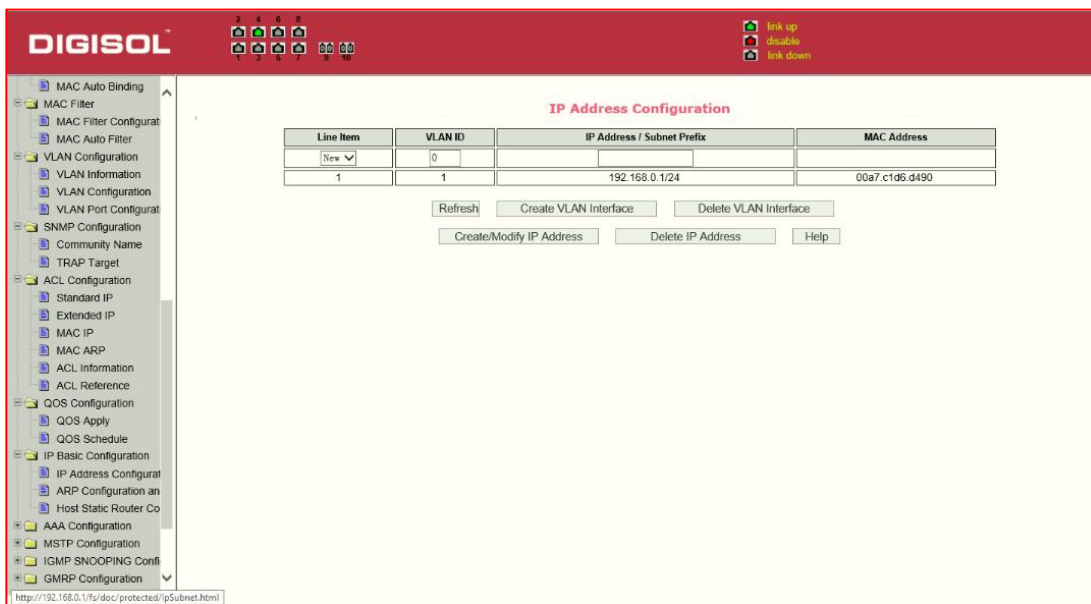 DIGISOL™
2 4 6 8
1 3 5 7 9 10
link up
disable
link down
MAC Auto Binding
MAC Filter
MAC Filter Configurat
MAC Auto Filter
VLAN Configuration
VLAN Information
VLAN Configuration
VLAN Port Configurat
SNMP Configuration
Community Name
TRAP Target
ACL Configuration
Standard IP
Extended IP
MAC IP
MAC ARP
ACL Information
ACL Reference
QOS Configuration
QOS Apply
QOS Schedule
IP Basic Configuration
IP Address Configurat
ARP Configuration an
Host Static Router Co
AAA Configuration
MSTP Configuration
IGMP SNOOPING Confi
GMRP Configuration
http://192.168.0.1/fs/doc/protected/IpSubnet.html
IP Address Configuration
Line Item VLAN ID IP Address / Subnet Prefix MAC Address
New 0
1 1 192.168.0.1/24 00a7.c1d6.d490
Refresh Create VLAN Interface Delete VLAN Interface
Create/Modify IP Address Delete IP Address Help